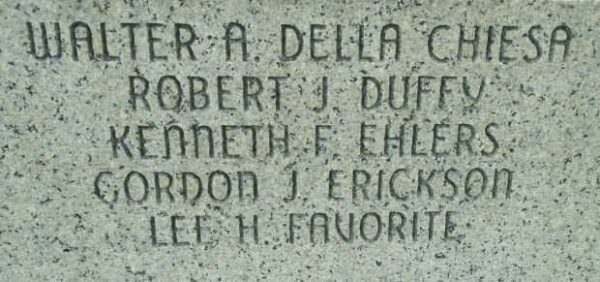 WALTER A. DELLA CHIESA
ROBERT J. DUFFY
KENNETH F. EHLERS
GORDON J. ERICKSON
LEE H. FAVORITE